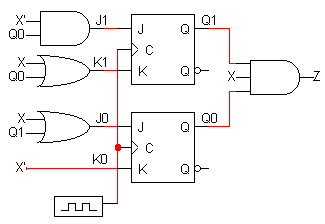 X' J1 Q1
Q0 J Q
C
X K1
Q0 K Q
X Z
X J0 Q0
Q1 J Q
C
X' K0 K Q